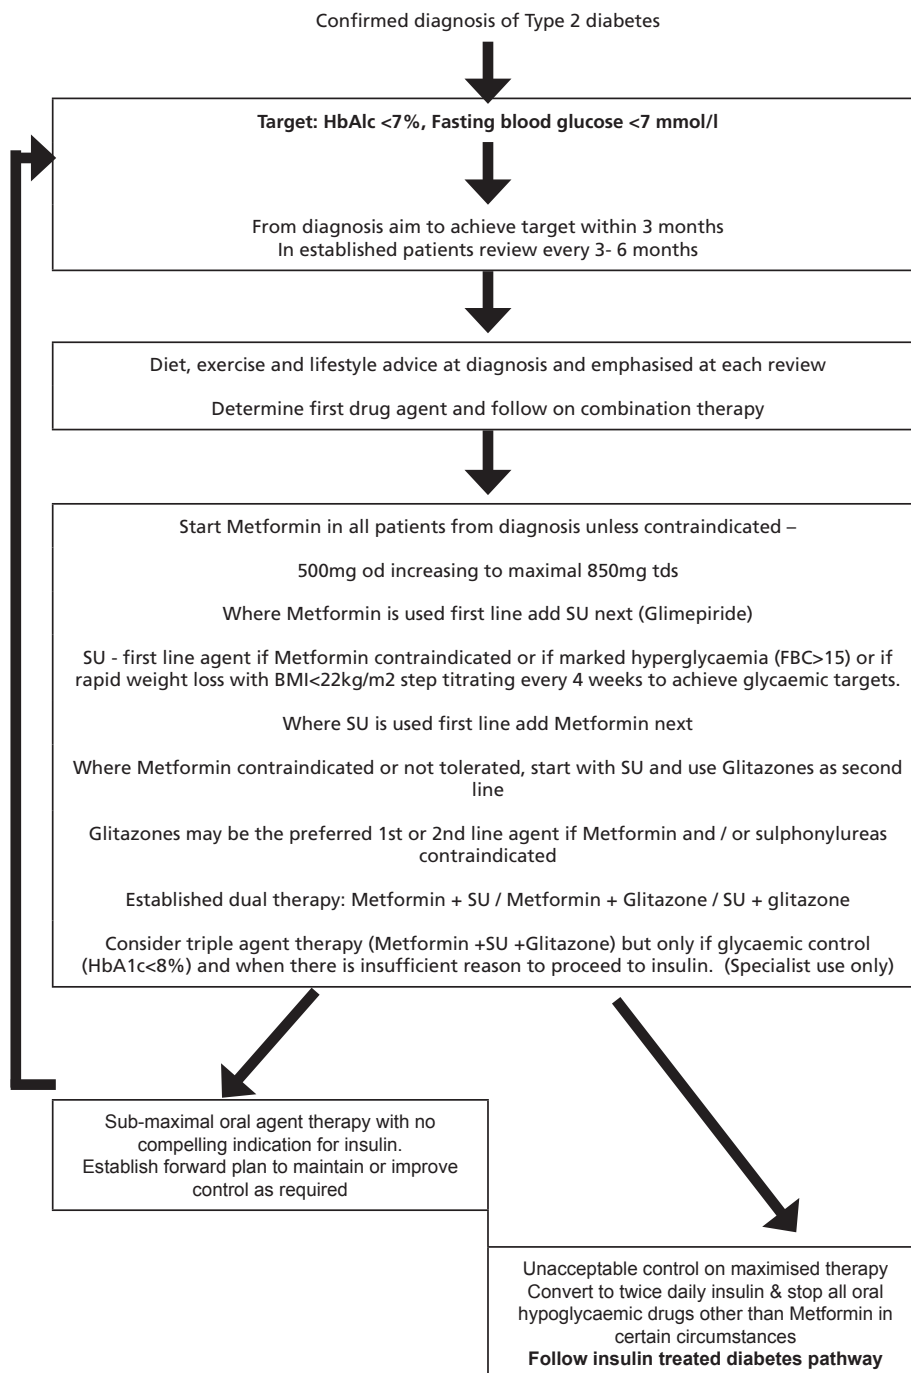 Confirmed diagnosis of Type 2 diabetes
Target: HbAlc <7%, Fasting blood glucose <7 mmol/l
From diagnosis aim to achieve target within 3 months
In established patients review every 3- 6 months
Diet, exercise and lifestyle advice at diagnosis and emphasised at each review
Determine first drug agent and follow on combination therapy
Start Metformin in all patients from diagnosis unless contraindicated –
500mg od increasing to maximal 850mg tds
Where Metformin is used first line add SU next (Glimepiride)
SU - first line agent if Metformin contraindicated or if marked hyperglycaemia (FBC>15) or if
rapid weight loss with BMI<22kg/m2 step titrating every 4 weeks to achieve glycaemic targets.
Where SU is used first line add Metformin next
Where Metformin contraindicated or not tolerated, start with SU and use Glitazones as second
line
Glitazones may be the preferred 1st or 2nd line agent if Metformin and / or sulphonylureas
contraindicated
Established dual therapy: Metformin + SU / Metformin + Glitazone / SU + glitazone
Consider triple agent therapy (Metformin +SU +Glitazone) but only if glycaemic control
(HbA1c<8%) and when there is insufficient reason to proceed to insulin. (Specialist use only)
Sub-maximal oral agent therapy with no
compelling indication for insulin.
Establish forward plan to maintain or improve
control as required
Unacceptable control on maximised therapy
Convert to twice daily insulin & stop all oral
hypoglycaemic drugs other than Metformin in
certain circumstances
Follow insulin treated diabetes pathway